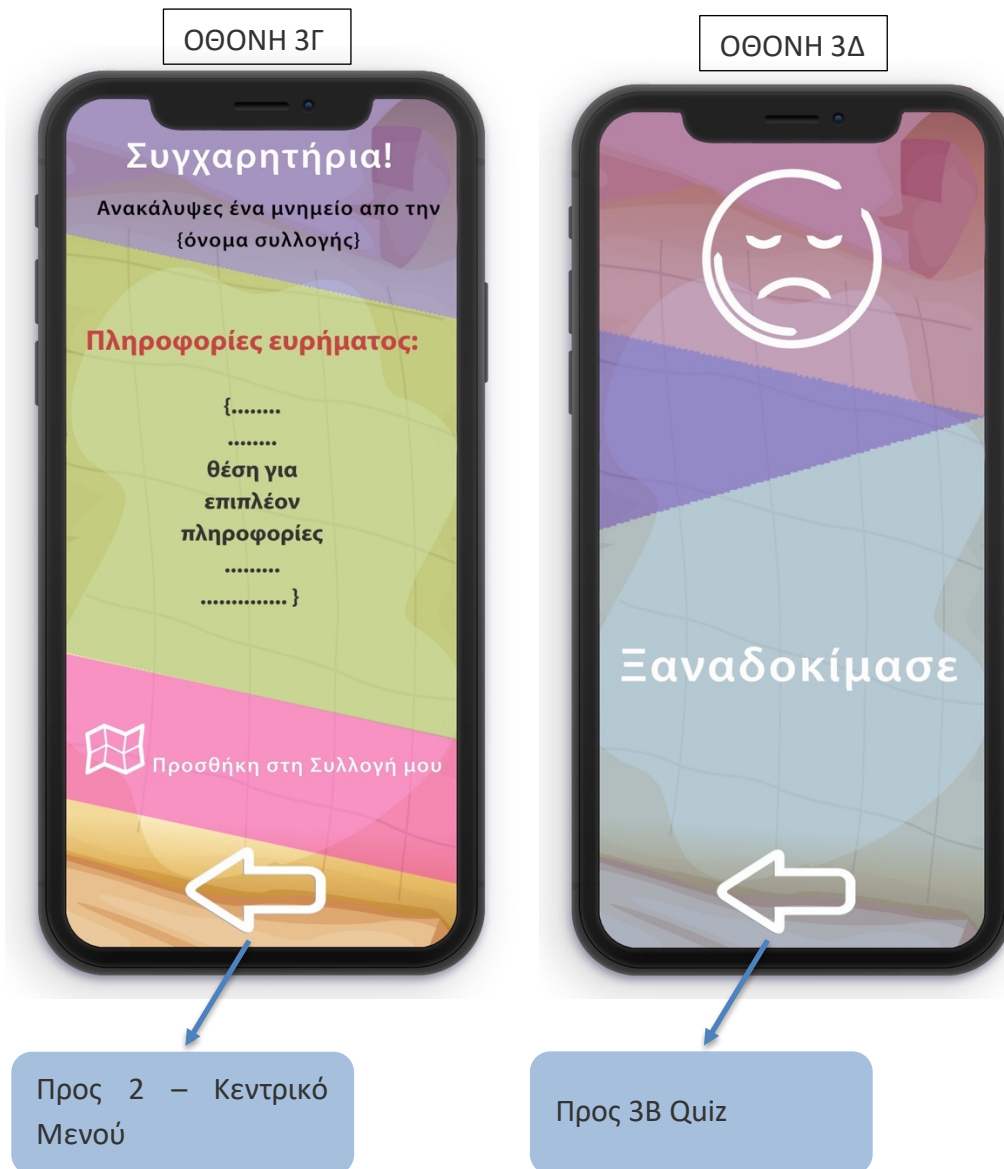 ΟΘΟΝΗ 3Γ
Συγχαρητήρια!
Ανακάλυψες ένα μνημείο απο την
{όνομα συλλογής}
Πληροφορίες ευρήματος:
{........
........
θέση για
επιπλέον
πληροφορίες
.........
.............. }
Προσθήκη στη Συλλογή μου
Προς 2 – Κεντρικό
Μενού
ΟΘΟΝΗ 3Δ
Ξαναδοκίμασε
Προς 3Β Quiz